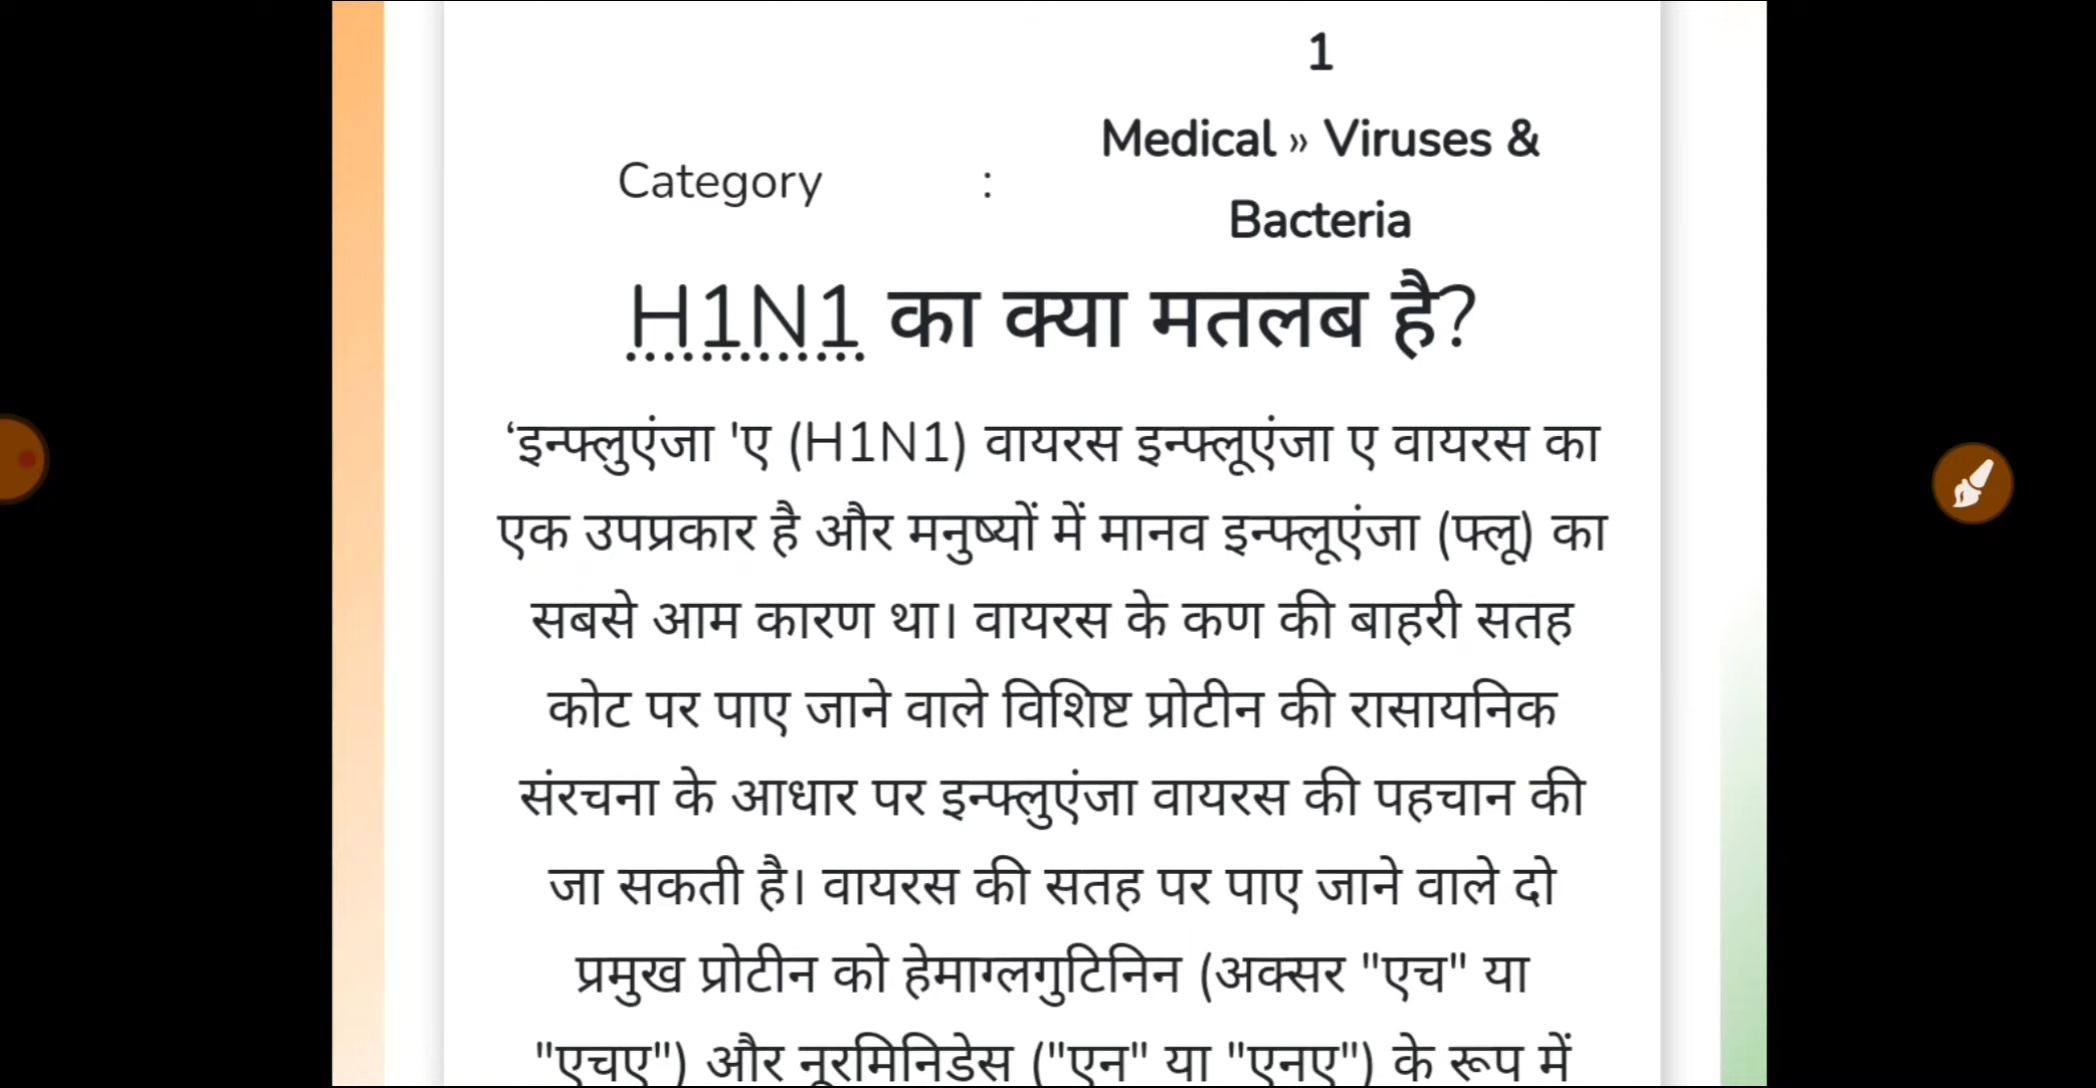 1
Medical » Viruses &
Category :
Bacteria
H1N1 का क्या मतलब है?
‘इन्फ्लुएंजा 'ए (H1N1) वायरस इन्फ्लूएंजा ए वायरस का
एक उपप्रकार है और मनुष्यों में मानव इन्फ्लूएंजा (फ्लू) का
सबसे आम कारण था। वायरस के कण की बाहरी सतह
कोट पर पाए जाने वाले विशिष्ट प्रोटीन की रासायनिक
संरचना के आधार पर इन्फ्लुएंजा वायरस की पहचान की
जा सकती है। वायरस की सतह पर पाए जाने वाले दो
प्रमुख प्रोटीन को हेमाग्लगुटिनिन (अक्सर "एच" या
"एचए") और नूरमिनिडेस ("एन" या "एनए") के रूप में